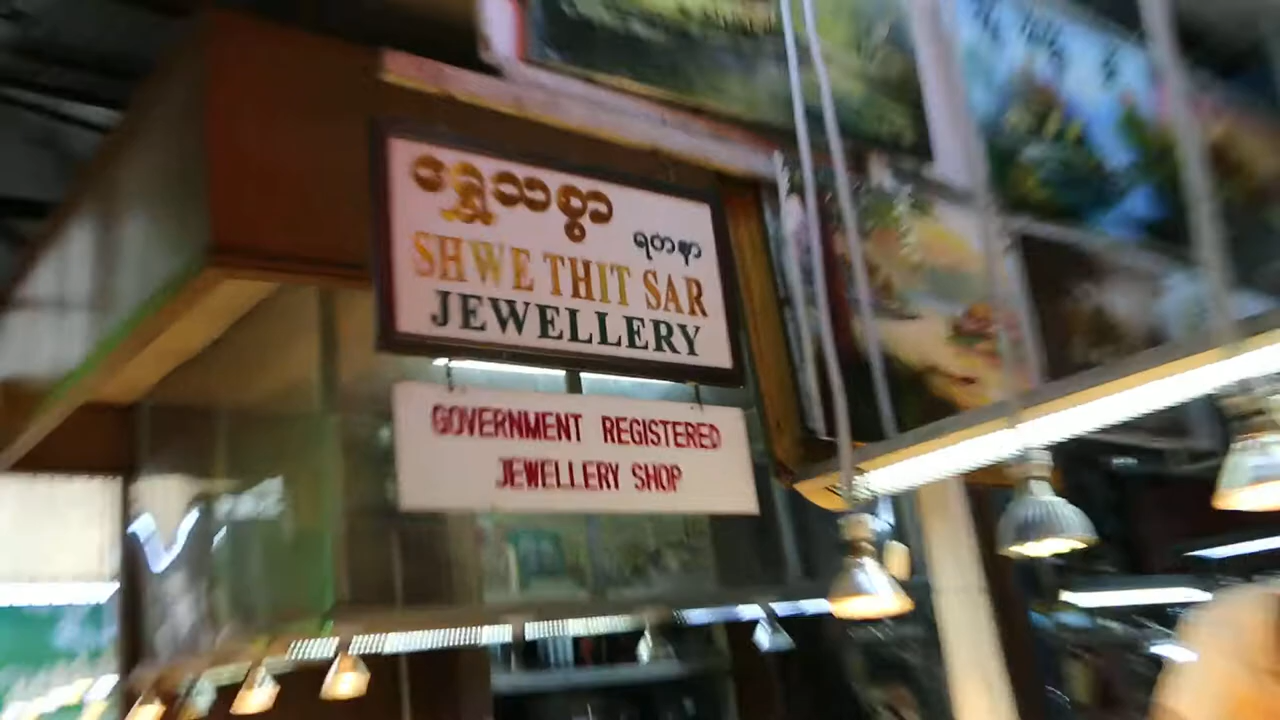 ရွှေသစ္စာ
ရတနာ
SHWE THIT SAR
JEWELLERY
GOVERNMENT REGISTERED
JEWELLERY SHOP